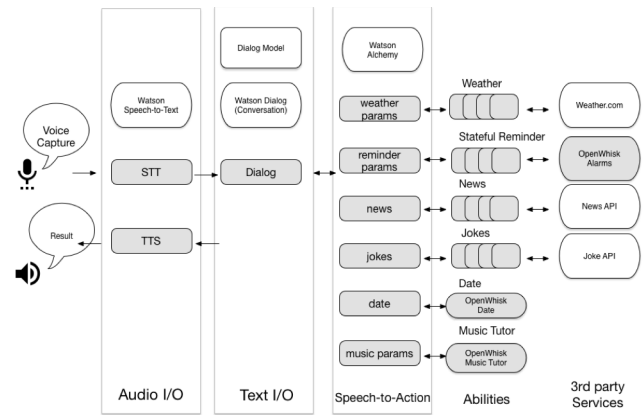 Dialog Model
Watson
Alchemy
Watson
Speech-to-Text
Watson Dialog
(Conversation)
Weather
weather
params
Weather.com
Voice
Capture
Stateful Reminder
STT
Dialog
reminder
params
OpenWhisk
Alarms
News
news
News API
Result
TTS
Jokes
jokes
Joke API
Date
date
OpenWhisk
Date
Music Tutor
music params
OpenWhisk
Music Tutor
Audio I/O
Text I/O
Speech-to-Action
Abilities
3rd party
Services